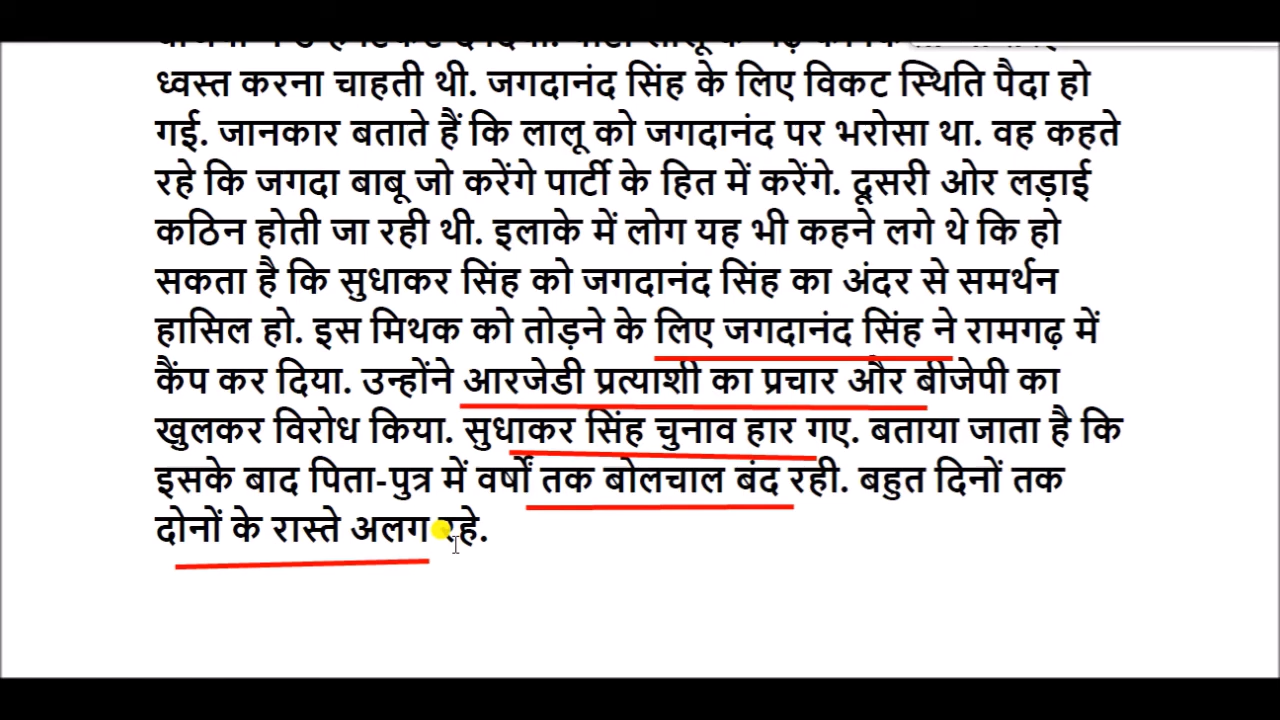 ध्वस्त करना चाहती थी. जगदानंद सिंह के लिए विकट स्थिति पैदा हो
गई. जानकार बताते हैं कि लालू को जगदानंद पर भरोसा था. वह कहते
रहे कि जगदा बाबू जो करेंगे पार्टी के हित में करेंगे. दूसरी ओर लड़ाई
कठिन होती जा रही थी. इलाके में लोग यह भी कहने लगे थे कि हो
सकता है कि सुधाकर सिंह को जगदानंद सिंह का अंदर से समर्थन
हासिल हो. इस मिथक को तोड़ने के लिए जगदानंद सिंह ने रामगढ़ में
कैंप कर दिया. उन्होंने आरजेडी प्रत्याशी का प्रचार और बीजेपी का
खुलकर विरोध किया. सुधाकर सिंह चुनाव हार गए. बताया जाता है कि
इसके बाद पिता-पुत्र में वर्षों तक बोलचाल बंद रही. बहुत दिनों तक
दोनों के रास्ते अलग रहे.